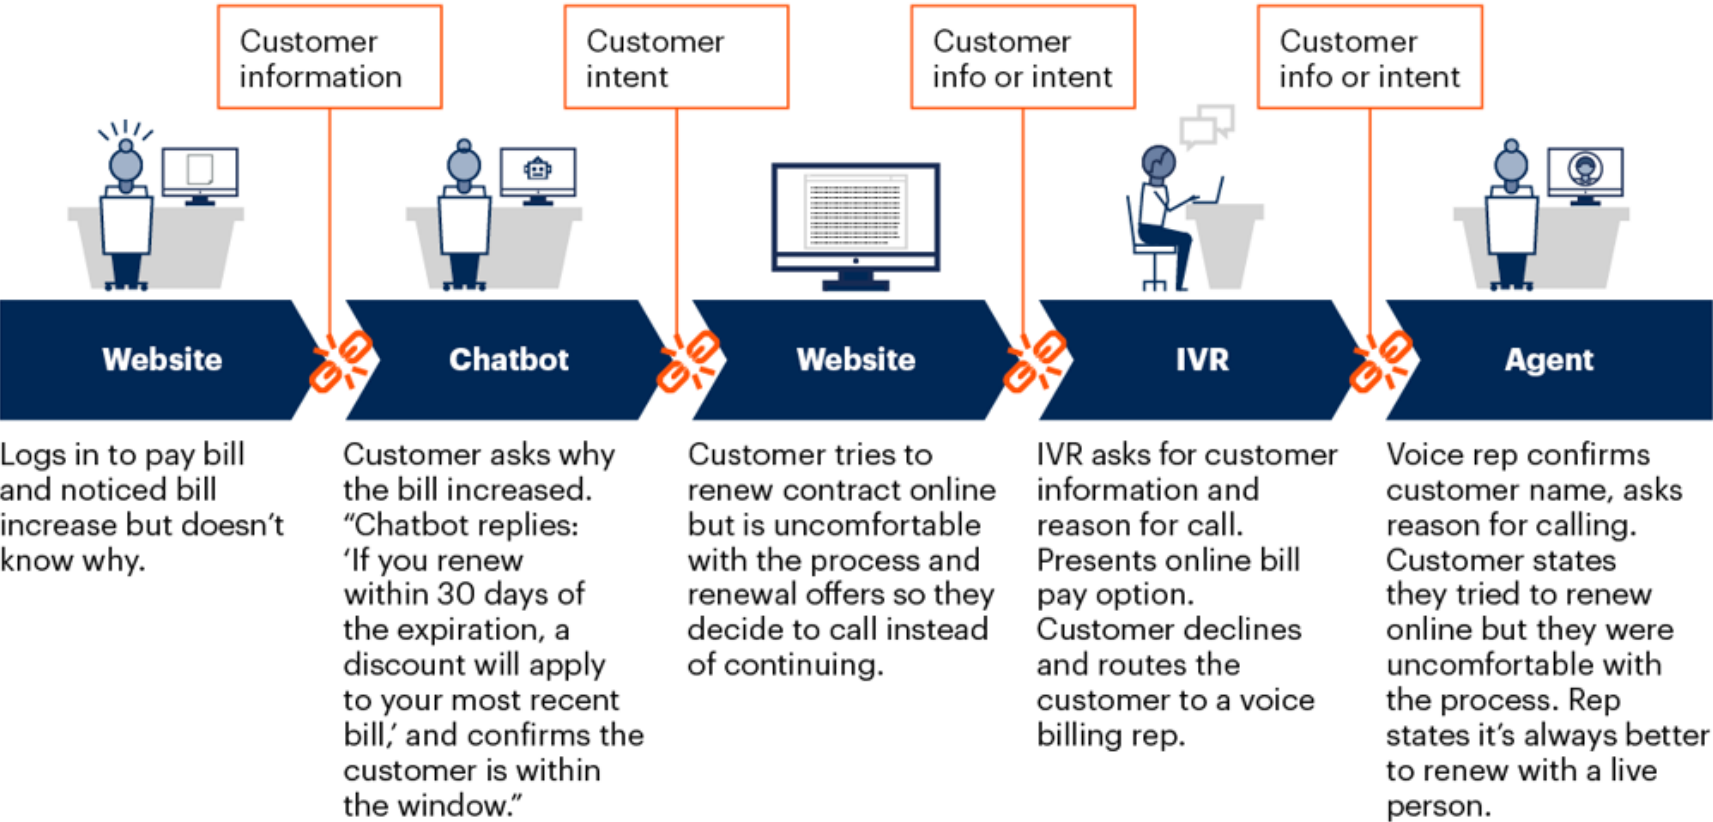 Customer
information
Customer
intent
Customer
info or intent
Customer
info or intent
Website
Chatbot
Website
IVR
Agent
Logs in to pay bill
and noticed bill
increase but doesn't
know why.
Customer asks why
the bill increased.
“Chatbot replies:
‘If you renew
within 30 days of
the expiration, a
discount will apply
to your most recent
bill,’ and confirms the
customer is within
the window.”
Customer tries to
renew contract online
but is uncomfortable
with the process and
renewal offers so they
decide to call instead
of continuing.
IVR asks for customer
information and
reason for call.
Presents online bill
pay option.
Customer declines
and routes the
customer to a voice
billing rep.
Voice rep confirms
customer name, asks
reason for calling.
Customer states
they tried to renew
online but they were
uncomfortable with
the process. Rep
states it's always better
to renew with a live
person.